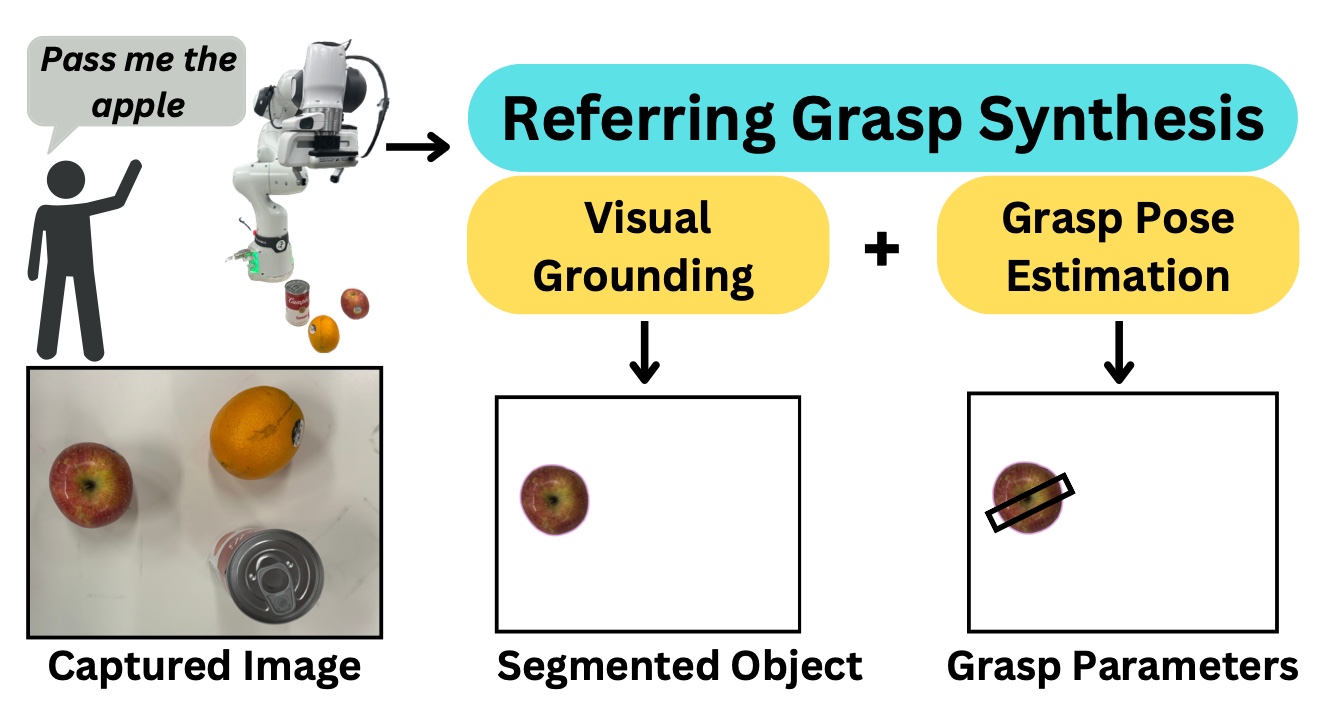 Pass me the
apple
Referring Grasp Synthesis
Visual
Grounding
+
Grasp Pose
Estimation
Captured Image
Segmented Object
Grasp Parameters